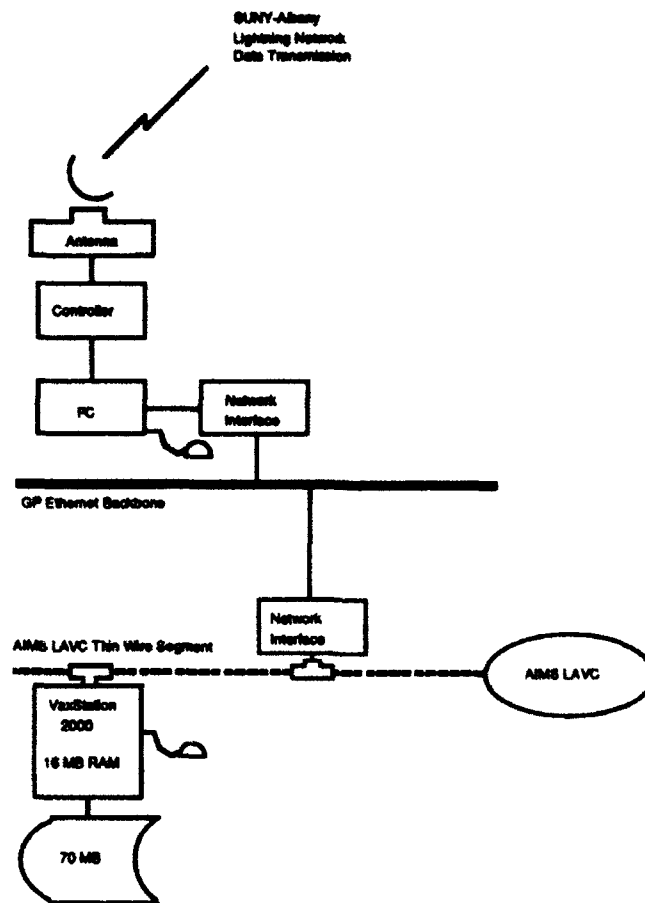 SUNY-Albany
Lightning Network
Data Transmission
Antenna
Controller
PC
Network
Interface
GP Ethernet Backbone
Network
Interface
AIMS LAVC Thin Wire Segment
AIMS LAVC
VaxStation
2000
16 MB RAM
70 MB